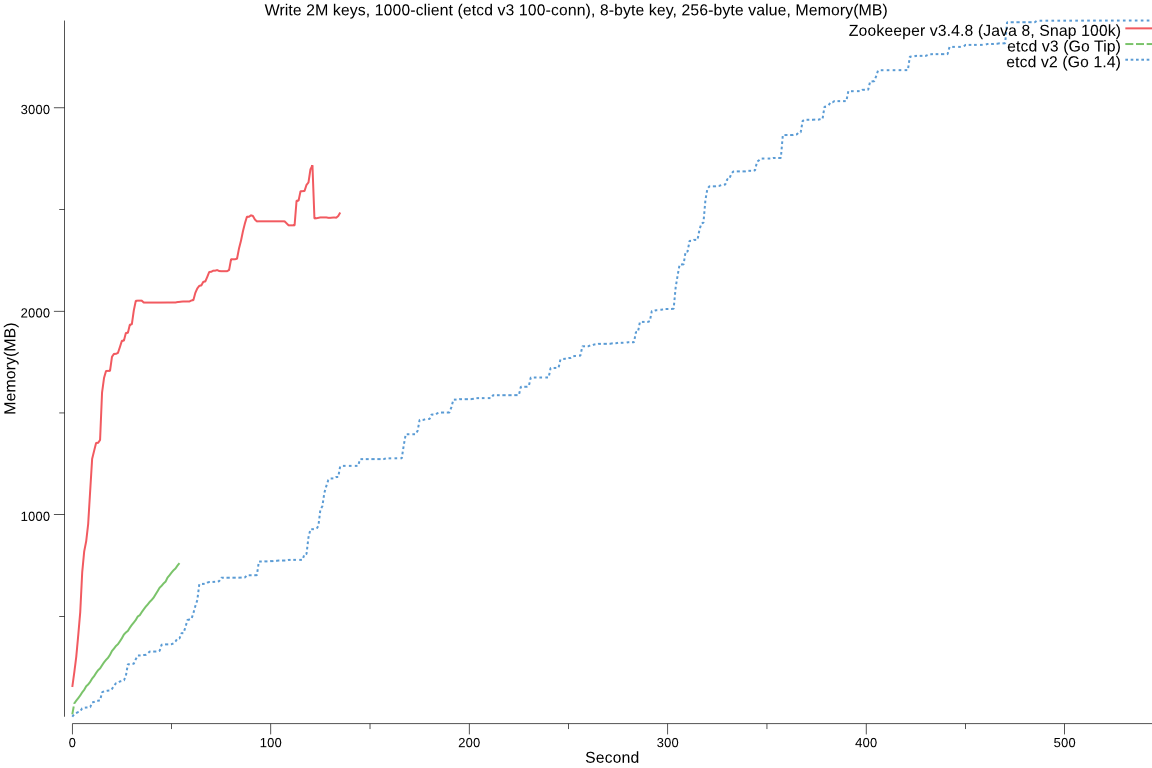 Write 2M keys, 1000-client (etcd v3 100-conn), 8-byte key, 256-byte value, Memory(MB)
Zookeeper v3.4.8 (Java 8, Snap 100k)
etcd v3 (Go Tip)
etcd v2 (Go 1.4)
3000
2000
1000
Memory(MB)
0 100 200 300 400 500
Second